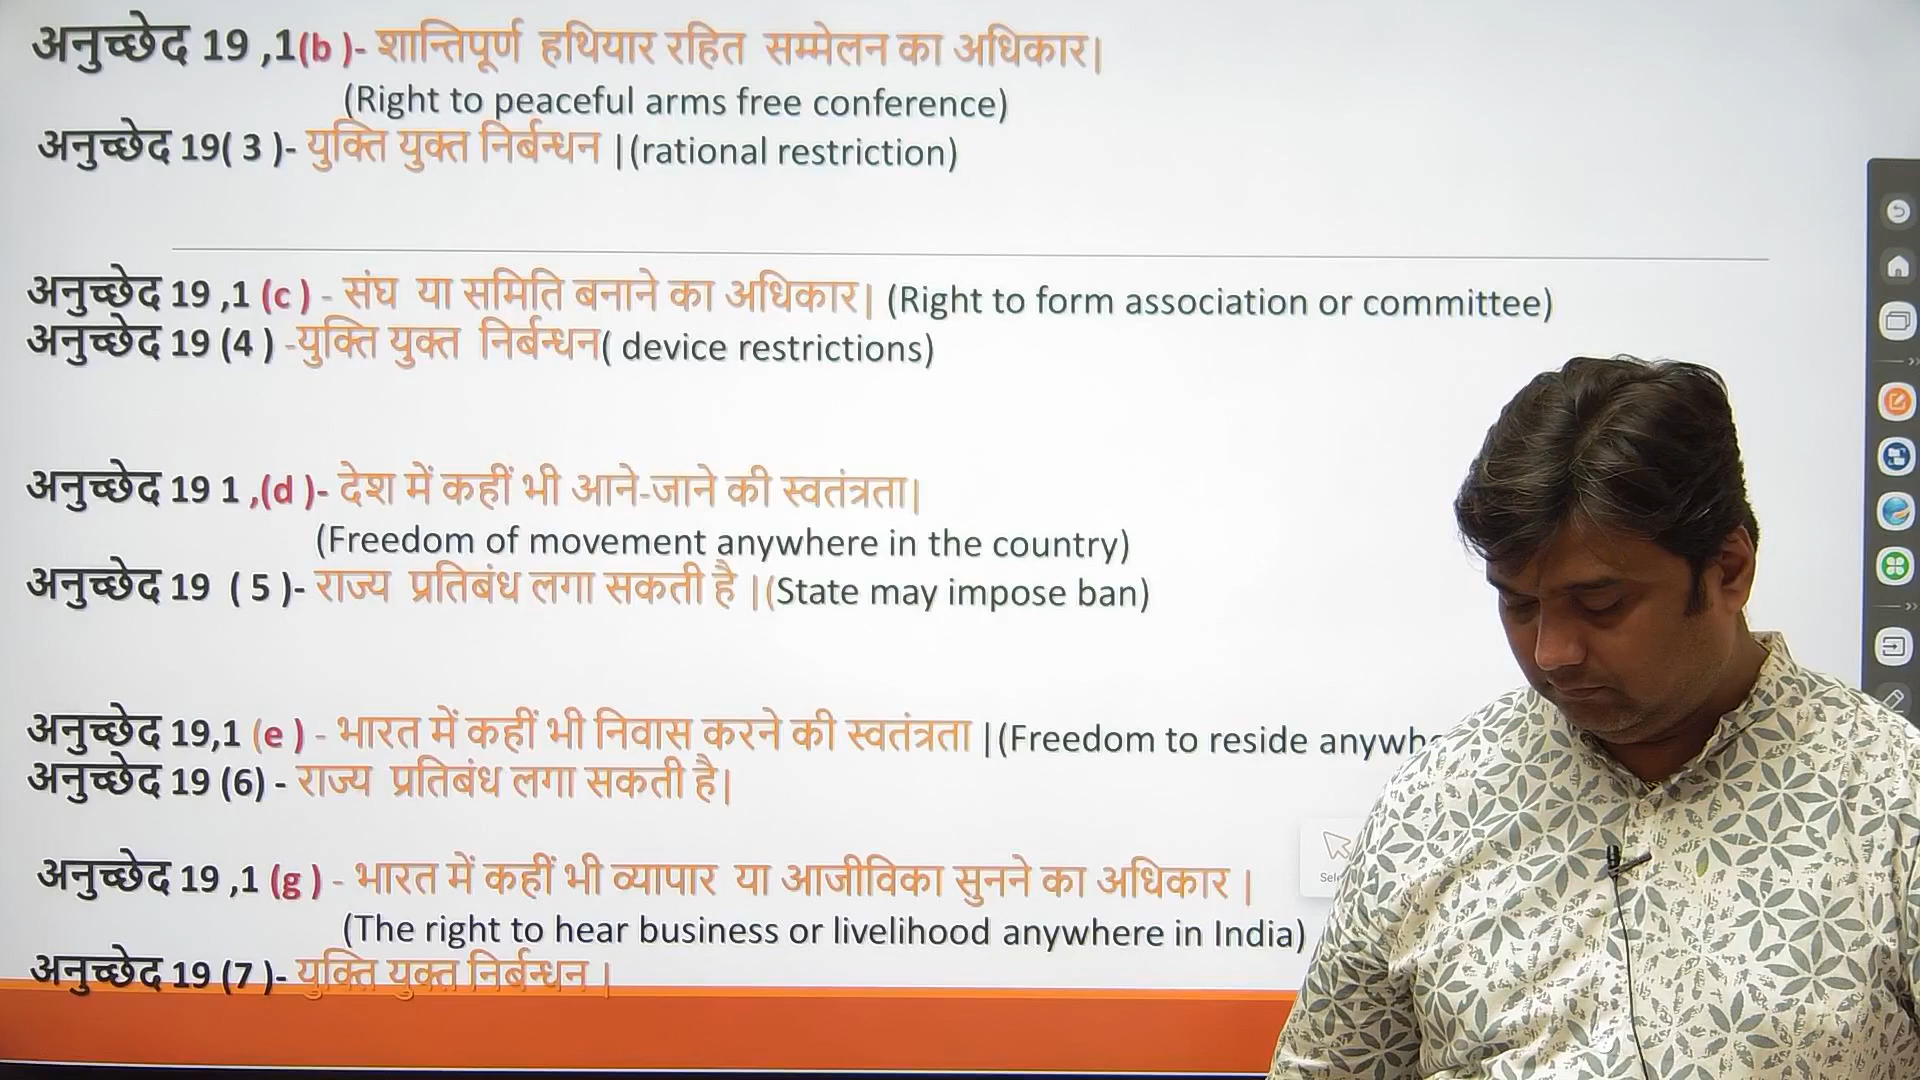 अनुच्छेद 19 ,1(b )- शान्तिपूर्ण हथियार रहित सम्मेलन का अधिकार|
(Right to peaceful arms free conference)
अनुच्छेद 19( 3 )- युक्ति युक्त निर्बन्धन |(rational restriction)
अनुच्छेद 19 ,1 (c ) - संघ या समिति बनाने का अधिकार| (Right to form association or committee)
अनुच्छेद 19 (4 ) -युक्ति युक्त निर्बन्धन( device restrictions)
अनुच्छेद 19 1 ,(d )- देश में कहीं भी आने-जाने की स्वतंत्रता|
(Freedom of movement anywhere in the country)
अनुच्छेद 19 ( 5 )- राज्य प्रतिबंध लगा सकती है |(State may impose ban)
अनुच्छेद 19,1 (e ) - भारत में कहीं भी निवास करने की स्वतंत्रता |(Freedom to reside
अनुच्छेद 19 (6) - राज्य प्रतिबंध लगा सकती है|
अनुच्छेद 19 ,1 (g ) - भारत में कहीं भी व्यापार या आजीविका सुनने का अधिकार |
(The right to hear business or livelihood anywhere in India)
अनुच्छेद 19 (7 )- युक्ति युक्त निर्बन्धन |